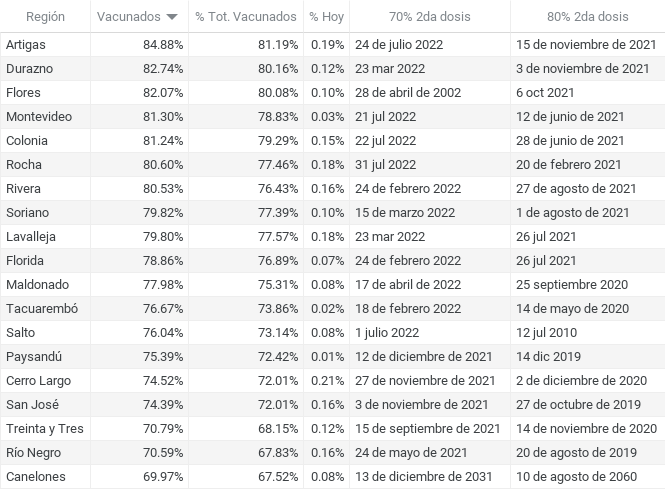 Región Vacunados % Tot. Vacunados % Hoy 70% 2da dosis 80% 2da dosis
Artigas 84.88% 81.19% 0.19% 24 de julio 2022 15 de noviembre de 2021
Durazno 82.74% 80.16% 0.12% 23 mar 2022 3 de noviembre de 2021
Flores 82.07% 80.08% 0.10% 28 de abril de 2002 6 oct 2021
Montevideo 81.30% 78.83% 0.03% 21 jul 2022 12 de junio de 2021
Colonia 81.24% 79.29% 0.15% 22 jul 2022 28 de junio de 2021
Rocha 80.60% 77.46% 0.18% 31 jul 2022 20 de febrero 2021
Rivera 80.53% 76.43% 0.16% 24 de febrero 2022 27 de agosto de 2021
Soriano 79.82% 77.39% 0.10% 15 de marzo 2022 1 de agosto de 2021
Lavalleja 79.80% 77.57% 0.18% 23 mar 2022 26 jul 2021
Florida 78.86% 76.89% 0.07% 24 de febrero 2022 26 jul 2021
Maldonado 77.98% 75.31% 0.08% 17 de abril de 2022 25 septiembre 2020
Tacuarembó 76.67% 73.86% 0.02% 18 de febrero 2022 14 de mayo de 2020
Salto 76.04% 73.14% 0.08% 1 julio 2022 12 jul 2010
Paysandú 75.39% 72.42% 0.01% 12 de diciembre de 2021 14 dic 2019
Cerro Largo 74.52% 72.01% 0.21% 27 de noviembre de 2021 2 de diciembre de 2020
San José 74.39% 72.01% 0.16% 3 de noviembre de 2021 27 de octubre de 2019
Treinta y Tres 70.79% 68.15% 0.12% 15 de septiembre de 2021 14 de noviembre de 2020
Río Negro 70.59% 67.83% 0.16% 24 de mayo de 2021 20 de agosto de 2019
Canelones 69.97% 67.52% 0.08% 13 de diciembre de 2031 10 de agosto de 2060